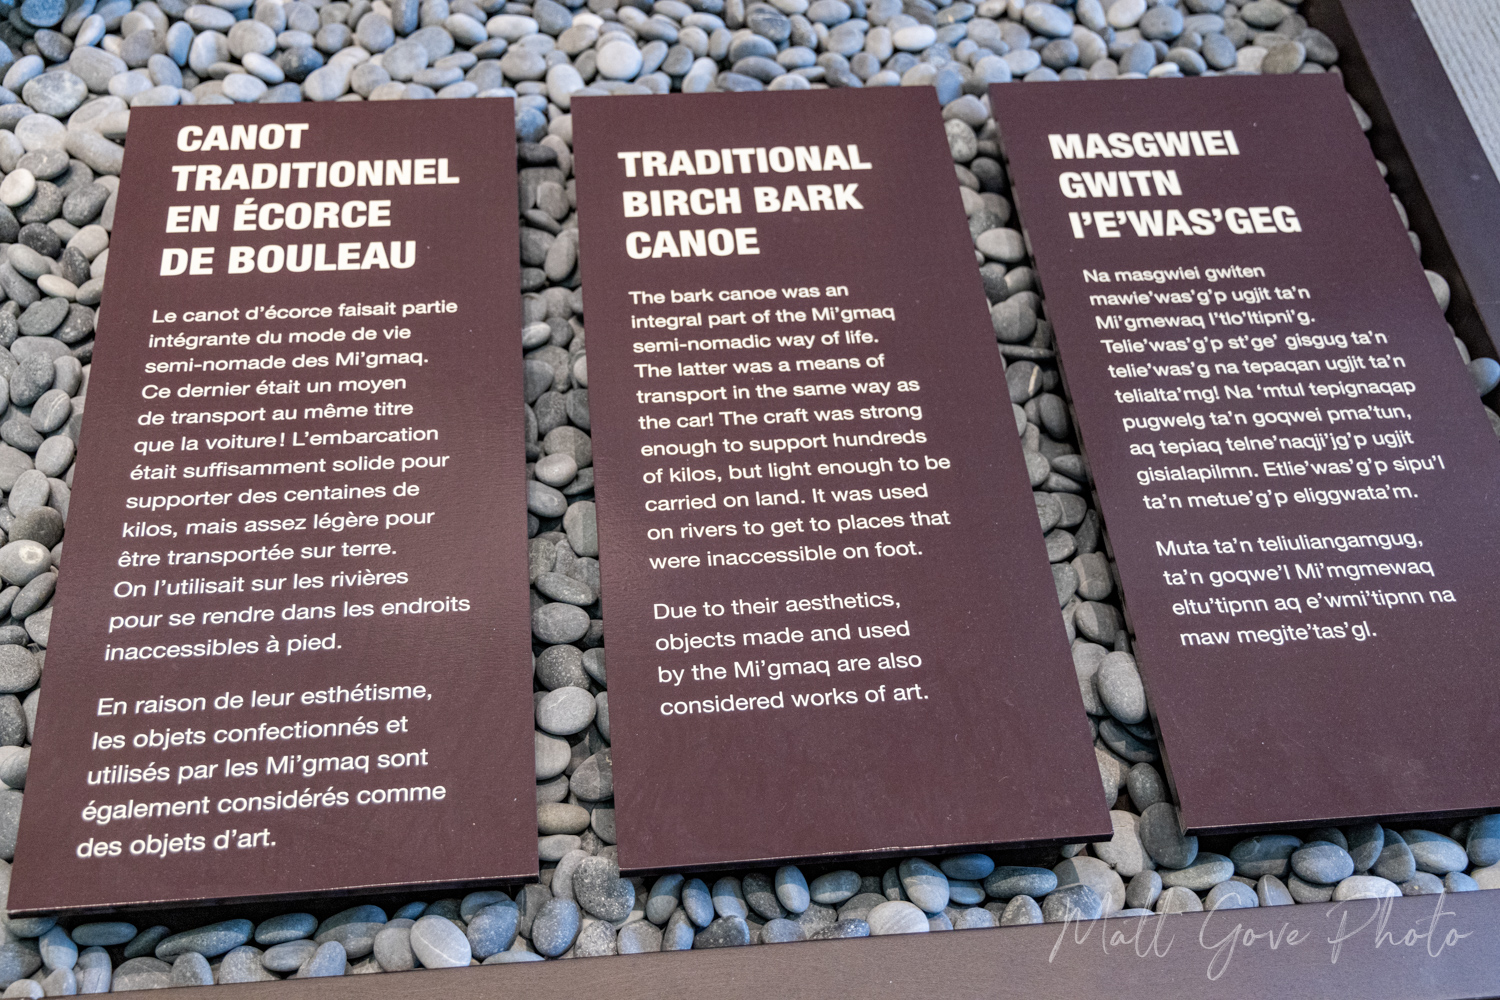 CANOT
TRADITIONNEL
EN ÉCORCE
DE BOULEAU
Le canot d'écorce faisait partie
intégrante du mode de vie
semi-nomade des Mi'gmaq.
Ce dernier était un moyen
de transport au même titre
que la voiture! L'embarcation
était suffisamment solide pour
supporter des centaines de
kilos, mais assez légère pour
être transportée sur terre.
On l'utilisait sur les rivières
pour se rendre dans les endroits
inaccessibles à pied.
En raison de leur esthétisme,
les objets confectionnés et
utilisés par les Mi'gmaq sont
également considérés comme
des objets d'art.
TRADITIONAL
BIRCH BARK
CANOE
The bark canoe was an
integral part of the Mi'gmaq
semi-nomadic way of life.
The latter was a means of
transport in the same way as
the car! The craft was strong
enough to support hundreds
of kilos, but light enough to be
carried on land. It was used
on rivers to get to places that
were inaccessible on foot.
Due to their aesthetics,
objects made and used
by the Mi'gmaq are also
considered works of art.
MASGWIEI
GWITN
I'E'WAS'GEG
Na masgwiei gwiten
mawie'was'g'p ugjit ta'n
Mi'gmewaq l'tlo'ltipni'g.
Telie'was'g'p st'ge' gisgug ta'n
telie'was'g na tepaqan ugjit ta'n
telialta'mg! Na 'mtul tepignaqap
pugwelg ta'n goqwei pma'tun,
aq tepiaq telne'naqji'jg'p ugjit
gisialapilmn. Etlie'was'g'p sipu'l
ta'n metue'g'p eliggwata'm.
Muta ta'n teliuliangamgug,
ta'n goqwe'l Mi'mgmewaq
eltu'tipnn aq e'wmi'tipnn na
maw megite'tas'gl.
Matt Gove Photo